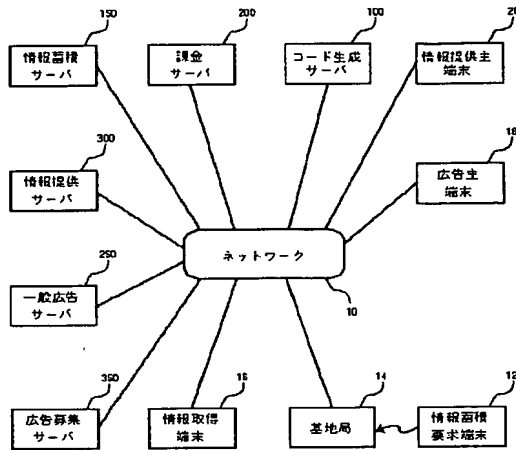 150
200
100
20
情報蓄積
サーバ
課金
サーバ
コード生成
サーバ
情報提供主
端末
300
18
情報提供
サーバ
広告主
端末
250
ネットワーク
一般広告
サーバ
10
350
16
14
12
広告募集
サーバ
情報取得
端末
基地局
情報蓄積
要求端末